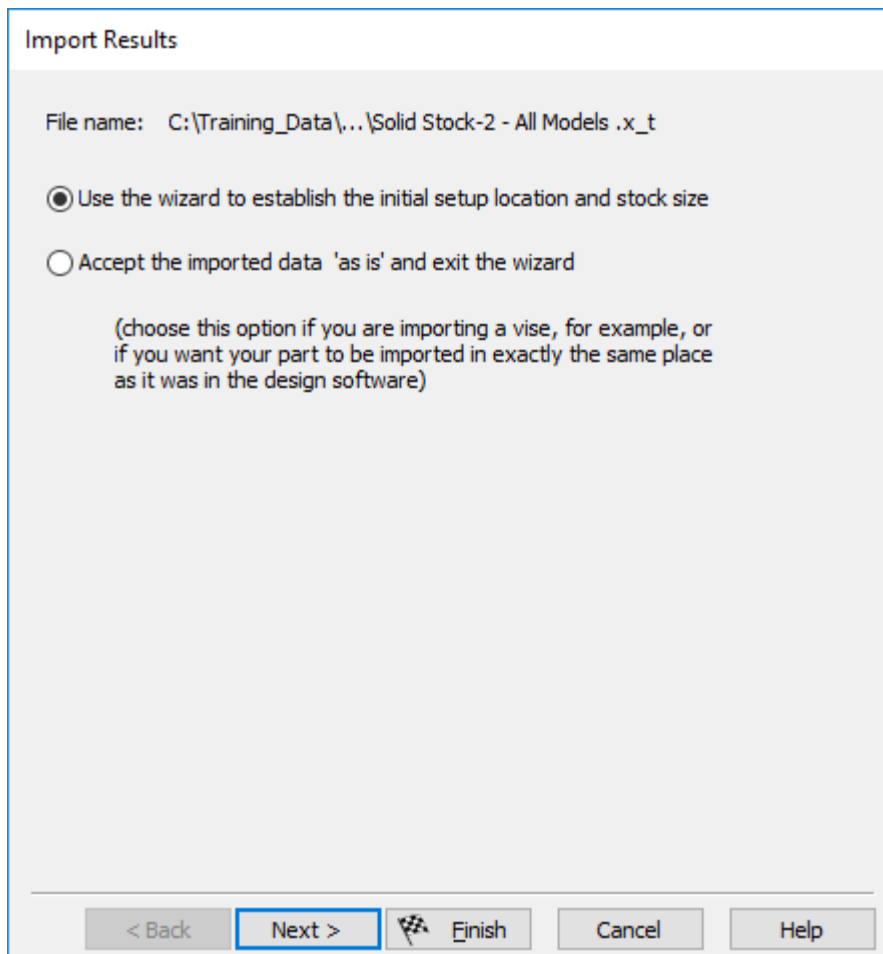 Import Results
File name: C:\Training_Data\...\Solid Stock-2 - All Models .x_t
Use the wizard to establish the initial setup location and stock size
Accept the imported data 'as is' and exit the wizard
(choose this option if you are importing a vise, for example, or
if you want your part to be imported in exactly the same place
as it was in the design software)
< Back Next > Finish Cancel Help